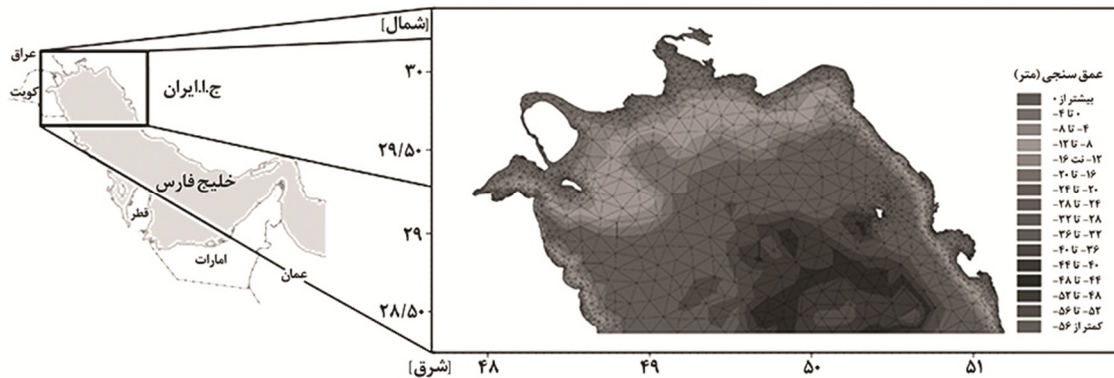 عراق
کویت
ج.ا.ایران
خلیج فارس
قطر
امارات
عمان
[شمال]
۳۰
۲۹/۵۰
۲۹
۲۸/۵۰
[شرق]
۴۸
۴۹
۵۰
۵۱
عمق سنجی (متر)
بیشتر از ۰
۰ تا ۴-
۴- تا ۸-
۸- تا ۱۲-
۱۲- نت ۱۶-
۱۶- تا ۲۰-
۲۰- تا ۲۴-
۲۴- تا ۲۸-
۲۸- تا ۳۲-
۳۲- تا ۳۶-
۳۶- تا ۴۰-
۴۰- تا ۴۴-
۴۴- تا ۴۸-
۴۸- تا ۵۲-
۵۲- تا ۵۶-
کمتر از ۵۶-